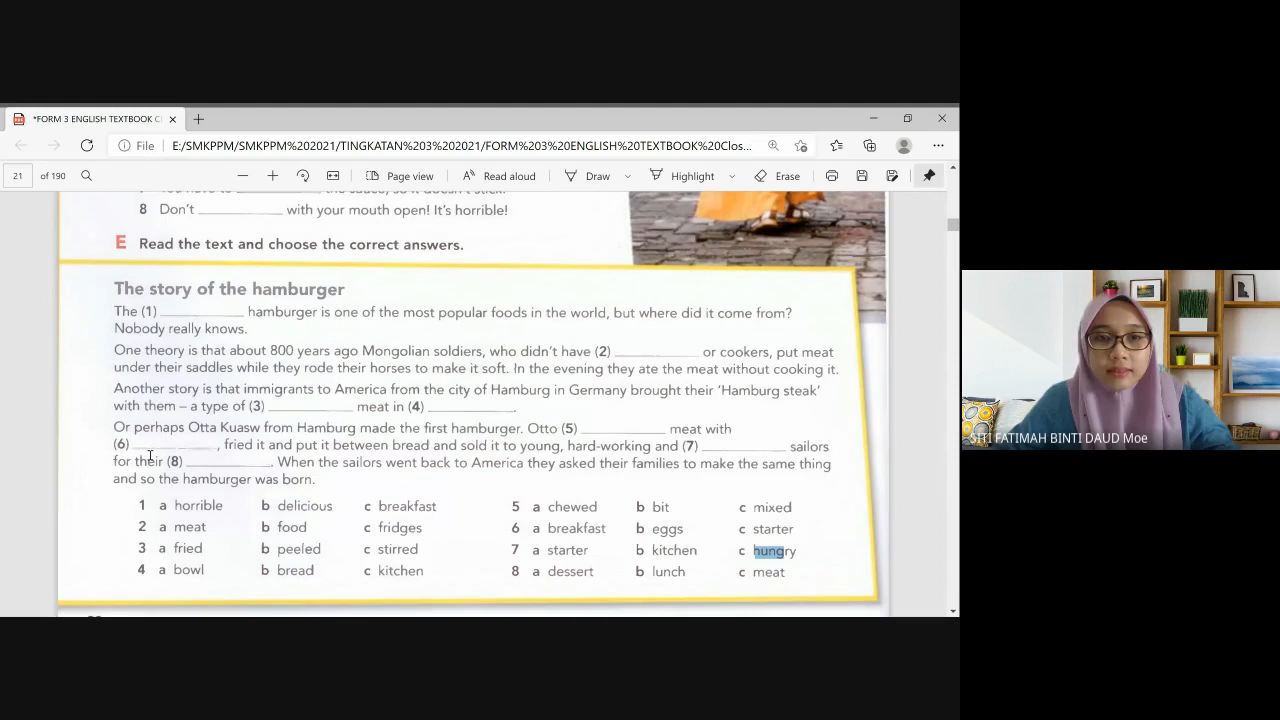 *FORM 3 ENGLISH TEXTBOOK C
File E:/SMKPPM/SMKPPM%202021/TINGKATAN%203%202021/FORM%203%20ENGLISH%20TEXTBOOK%20Clos...
21 of 190 Page view Read aloud Draw Highlight Erase
8 Don't ____________ with your mouth open! It's horrible!
E Read the text and choose the correct answers.
The story of the hamburger
The (1) ____________ hamburger is one of the most popular foods in the world, but where did it come from?
Nobody really knows.
One theory is that about 800 years ago Mongolian soldiers, who didn't have (2) ____________ or cookers, put meat
under their saddles while they rode their horses to make it soft. In the evening they ate the meat without cooking it.
Another story is that immigrants to America from the city of Hamburg in Germany brought their 'Hamburg steak'
with them – a type of (3) ____________ meat in (4) ____________.
Or perhaps Otta Kuasw from Hamburg made the first hamburger. Otto (5) ____________ meat with
(6) ____________, fried it and put it between bread and sold it to young, hard-working and (7) ____________ sailors
for their (8) ____________. When the sailors went back to America they asked their families to make the same thing
and so the hamburger was born.
1 a horrible b delicious c breakfast
2 a meat b food c fridges
3 a fried b peeled c stirred
4 a bowl b bread c kitchen
5 a chewed b bit c mixed
6 a breakfast b eggs c starter
7 a starter b kitchen c hungry
8 a dessert b lunch c meat
SITI FATIMAH BINTI DAUD Moe